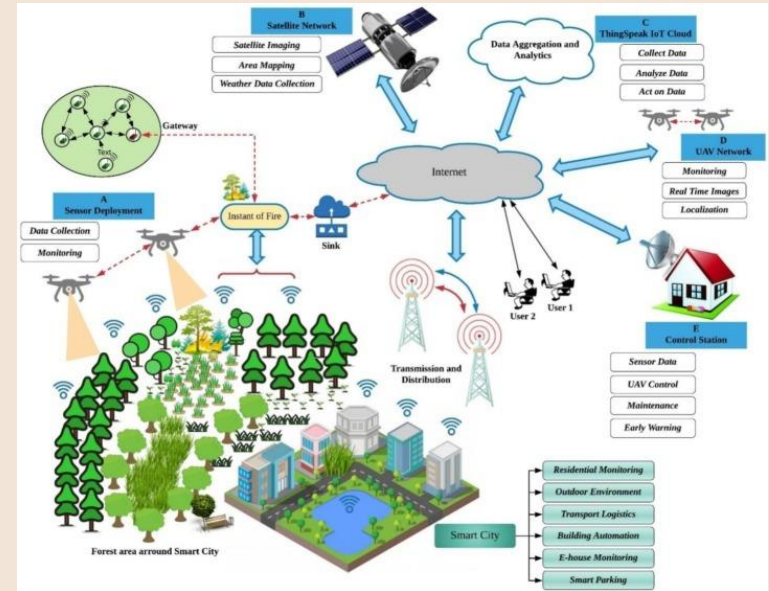 B
Satellite Network
Satellite Imaging
Area Mapping
Weather Data Collection
Data Aggregation and
Analytics
C
ThingSpeak IoT Cloud
Collect Data
Analyze Data
Act on Data
Gateway
Text
Internet
D
UAV Network
Monitoring
Real Time Images
Localization
A
Sensor Deployment
Data Collection
Monitoring
Instant of Fire
Sink
User 2
User 1
Transmission and
Distribution
E
Control Station
Sensor Data
UAV Control
Maintenance
Early Warning
Forest area arround Smart City
Smart City
Residential Monitoring
Outdoor Environment
Transport Logistics
Building Automation
E-house Monitoring
Smart Parking